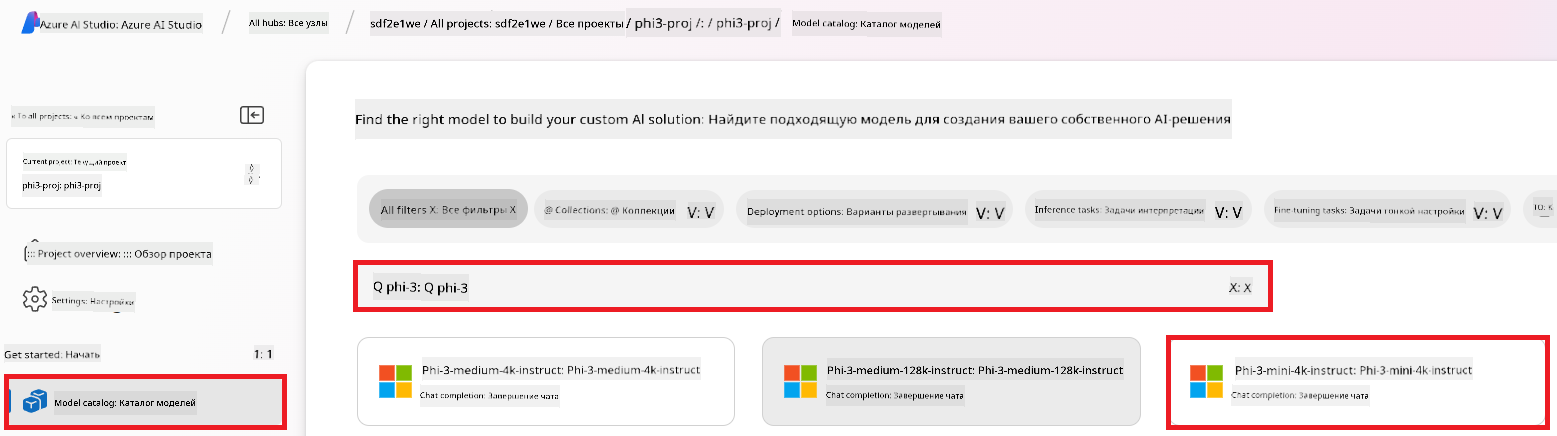 Azure AI Studio: Azure AI Studio / All hubs: Все узлы / sdf2e1we / All projects: sdf2e1we / Все проекты / phi3-proj /: / phi3-proj / Model catalog: Каталог моделей
« To all projects: « Ко всем проектам
Current project: Текущий проект
phi3-proj: phi3-proj
::: Project overview: ::: Обзор проекта
Settings: Настройки
Get started: Начать 1: 1
Model catalog: Каталог моделей
Find the right model to build your custom Al solution: Найдите подходящую модель для создания вашего собственного AI-решения
All filters X: Все фильтры X
@ Collections: @ Коллекции V: V
Deployment options: Варианты развертывания V: V
Inference tasks: Задачи интерпретации V: V
Fine-tuning tasks: Задачи тонкой настройки V: V
Q phi-3: Q phi-3 X: X
Phi-3-medium-4k-instruct: Phi-3-medium-4k-instruct
Chat completion: Завершение чата
Phi-3-medium-128k-instruct: Phi-3-medium-128k-instruct
Chat completion: Завершение чата
Phi-3-mini-4k-instruct: Phi-3-mini-4k-instruct
Chat completion: Завершение чата